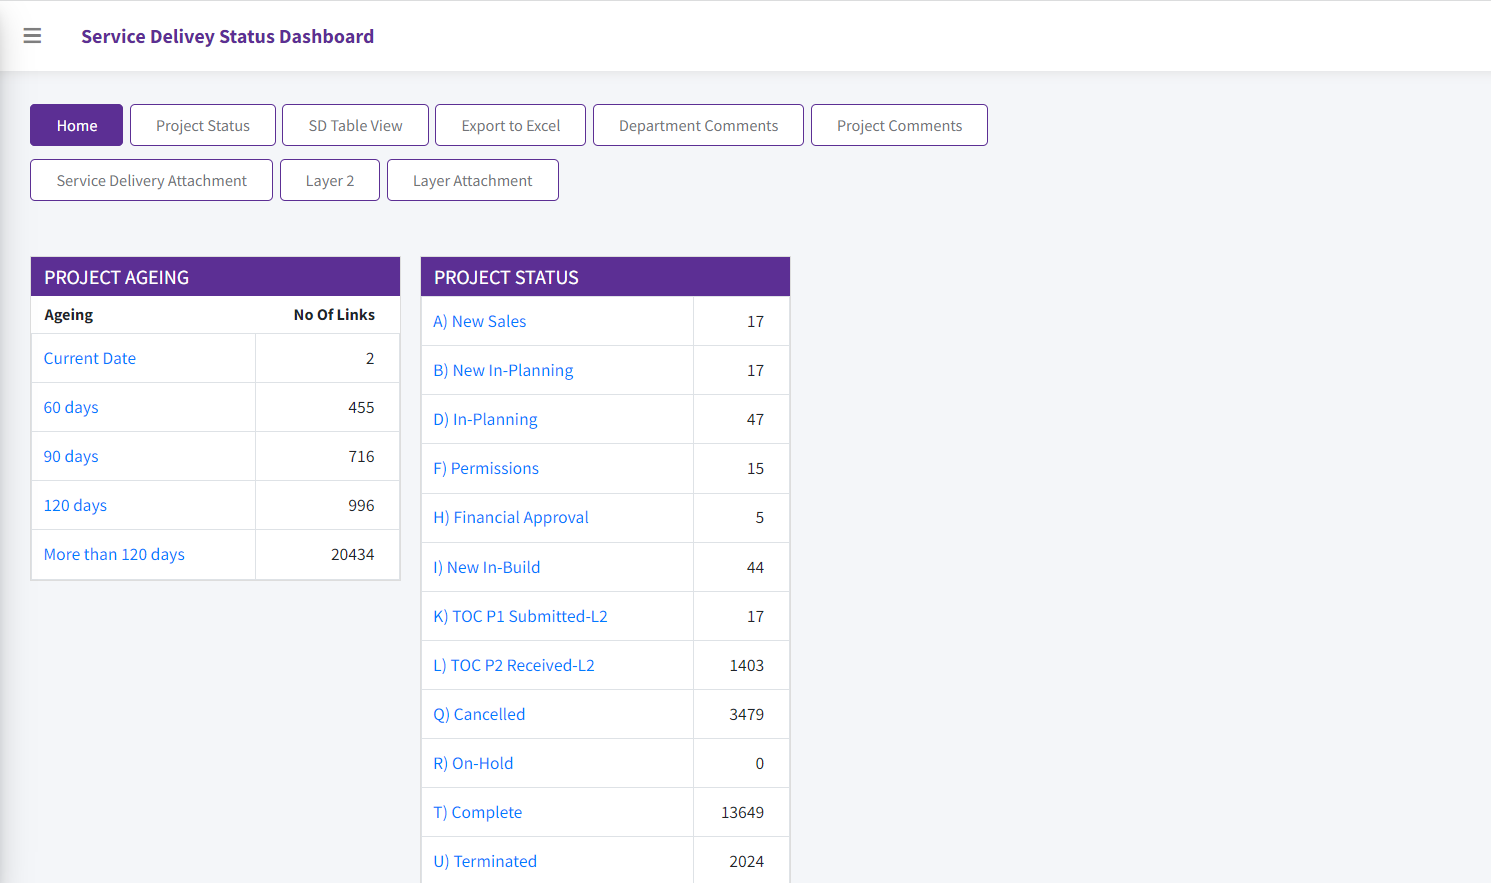 Service Delivey Status Dashboard
Home Project Status SD Table View Export to Excel Department Comments Project Comments
Service Delivery Attachment Layer 2 Layer Attachment
PROJECT AGEING
Ageing No Of Links
Current Date 2
60 days 455
90 days 716
120 days 996
More than 120 days 20434
PROJECT STATUS
A) New Sales 17
B) New In-Planning 17
D) In-Planning 47
F) Permissions 15
H) Financial Approval 5
I) New In-Build 44
K) TOC P1 Submitted-L2 17
L) TOC P2 Received-L2 1403
Q) Cancelled 3479
R) On-Hold 0
T) Complete 13649
U) Terminated 2024